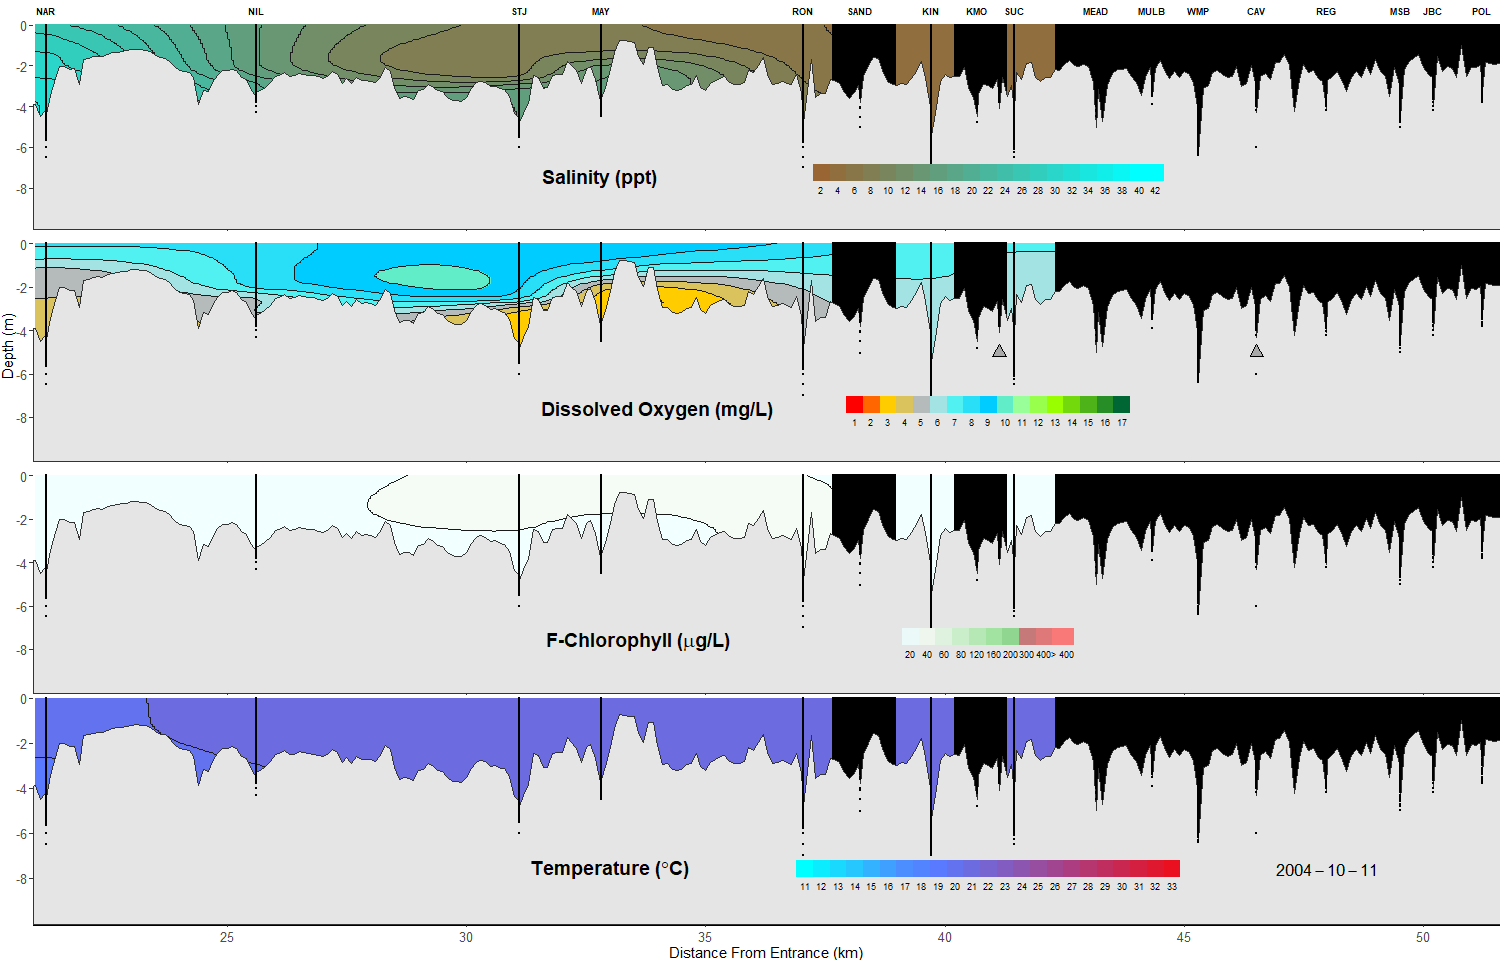 NAR NIL STJ MAY RON SAND KIN KMO SUC MEAD MULB WMP CAV REG MSB JBC POL
0
-2
-4
-6
-8
Salinity (ppt)
2 4 6 8 10 12 14 16 18 20 22 24 26 28 30 32 34 36 38 40 42
Depth (m)
0
-2
-4
-6
-8
Dissolved Oxygen (mg/L)
1 2 3 4 5 6 7 8 9 10 11 12 13 14 15 16 17
0
-2
-4
-6
-8
F-Chlorophyll (μg/L)
20 40 60 80 120 160 200 300 400> 400
0
-2
-4
-6
-8
Temperature (°C)
11 12 13 14 15 16 17 18 19 20 21 22 23 24 25 26 27 28 29 30 31 32 33
2004 – 10 – 11
25 30 35 40 45 50
Distance From Entrance (km)